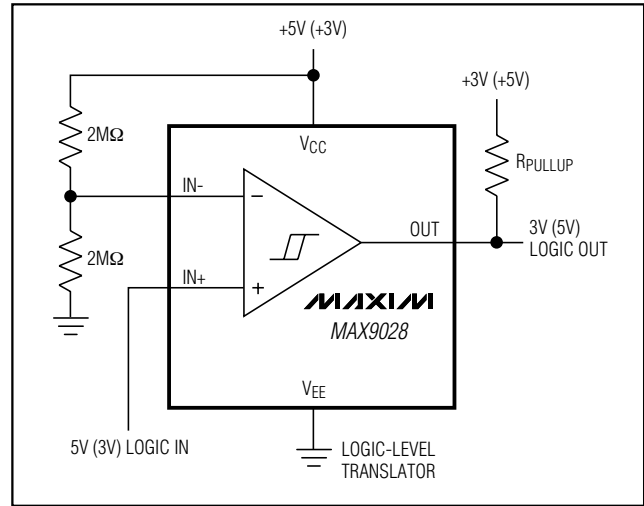 +5V (+3V)
+3V (+5V)
2MΩ
VCC
RPULLUP
IN-
−
2MΩ
OUT
3V (5V)
LOGIC OUT
IN+
+
MAXIM
MAX9028
VEE
5V (3V) LOGIC IN
LOGIC-LEVEL
TRANSLATOR